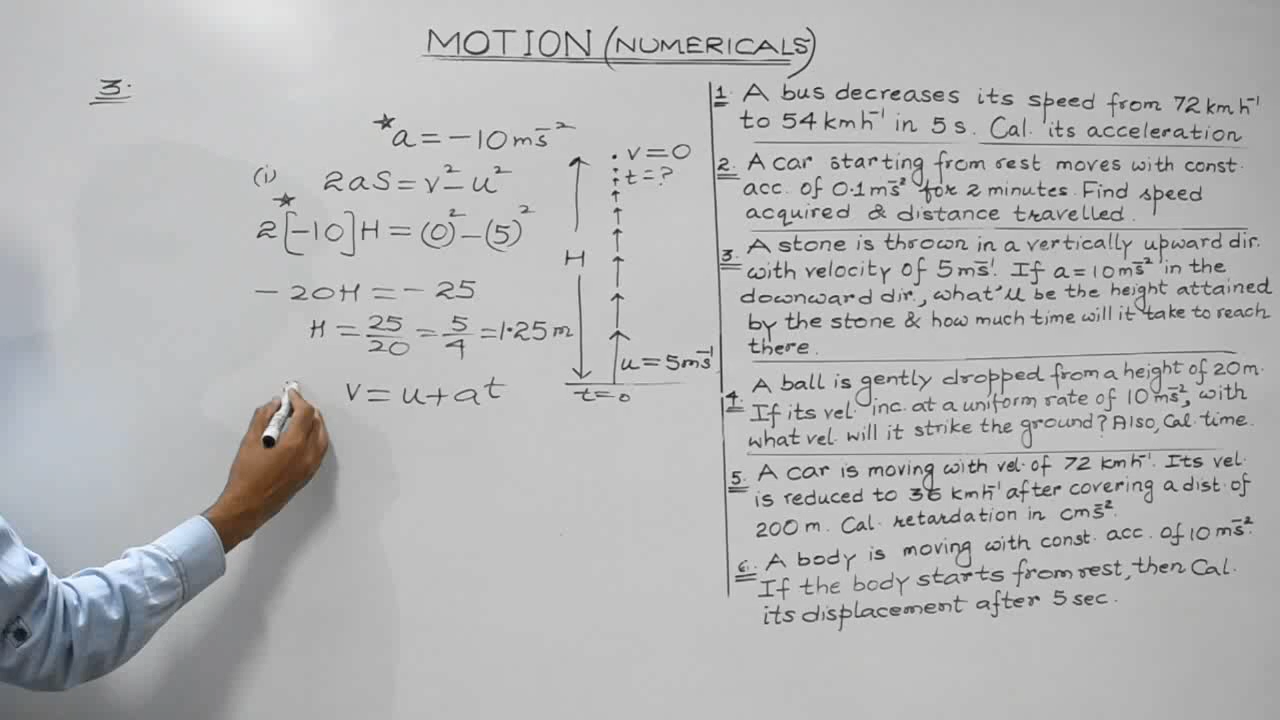 MOTION (NUMERICALS)
3.
*a = -10 ms⁻²
(i) 2aS = v² - u²
*
2[-10]H = (0)² - (5)²
- 20H = - 25
H = 25/20 = 5/4 = 1.25 m
v = u + at
v = 0
t = ?
H
u = 5ms⁻¹
t = 0
1. A bus decreases its speed from 72 km h⁻¹
to 54 kmh⁻¹ in 5 s. Cal. its acceleration
2. A car starting from rest moves with const.
acc. of 0.1 ms⁻² for 2 minutes. Find speed
acquired & distance travelled.
3. A stone is thrown in a vertically upward dir.
with velocity of 5 ms⁻¹. If a = 10 ms⁻² in the
downward dir., what'll be the height attained
by the stone & how much time will it take to reach
there.
4. A ball is gently dropped from a height of 20 m.
If its vel. inc. at a uniform rate of 10 ms⁻², with
what vel. will it strike the ground? Also, Cal. time.
5. A car is moving with vel. of 72 kmh⁻¹. Its vel.
is reduced to 36 kmh⁻¹ after covering a dist. of
200 m. Cal. retardation in cms⁻².
6. A body is moving with const. acc. of 10 ms⁻².
If the body starts from rest, then Cal.
its displacement after 5 sec.